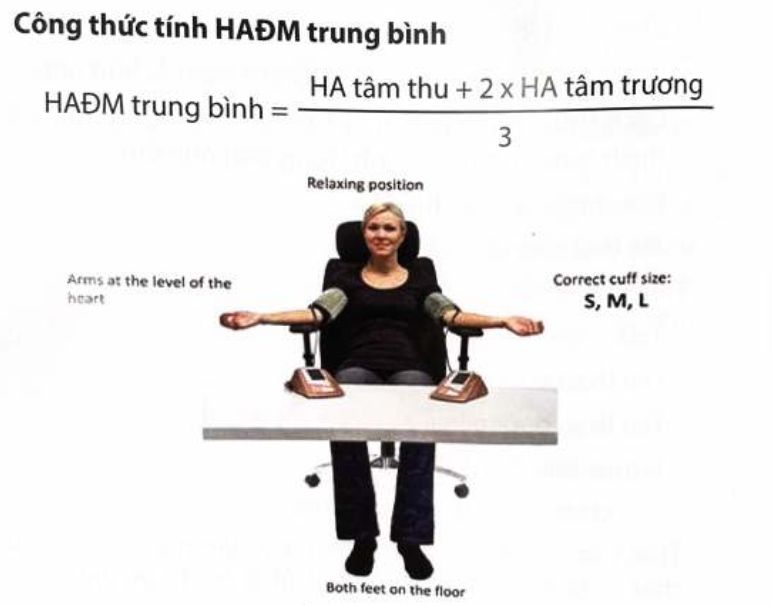 Công thức tính HAĐM trung bình
HAĐM trung bình = HA tâm thu + 2 x HA tâm trương
3
Relaxing position
Arms at the level of the
heart
Correct cuff size:
S, M, L
Both feet on the floor